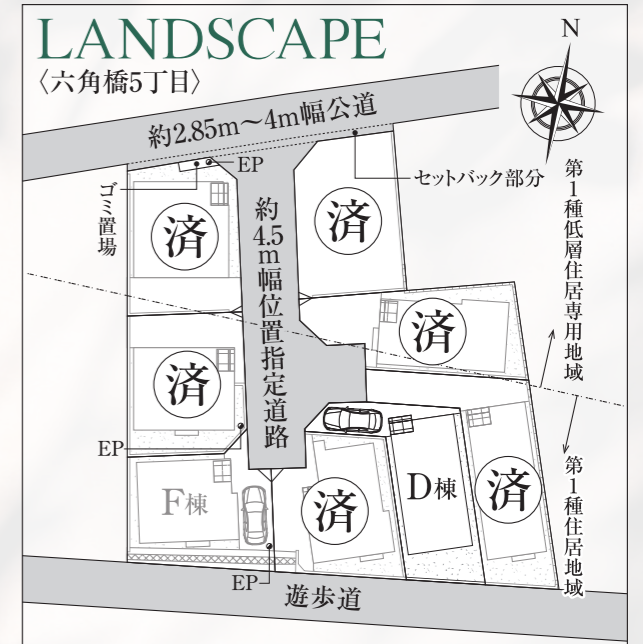 LANDSCAPE
〈六角橋5丁目〉
N
約2.85m〜4m幅公道
EP
セットバック部分
ゴミ置場
済
済
約4.5m幅位置指定道路
第1種低層住居専用地域
済
済
EP
F棟
済
D棟
済
第1種住居地域
EP
遊歩道